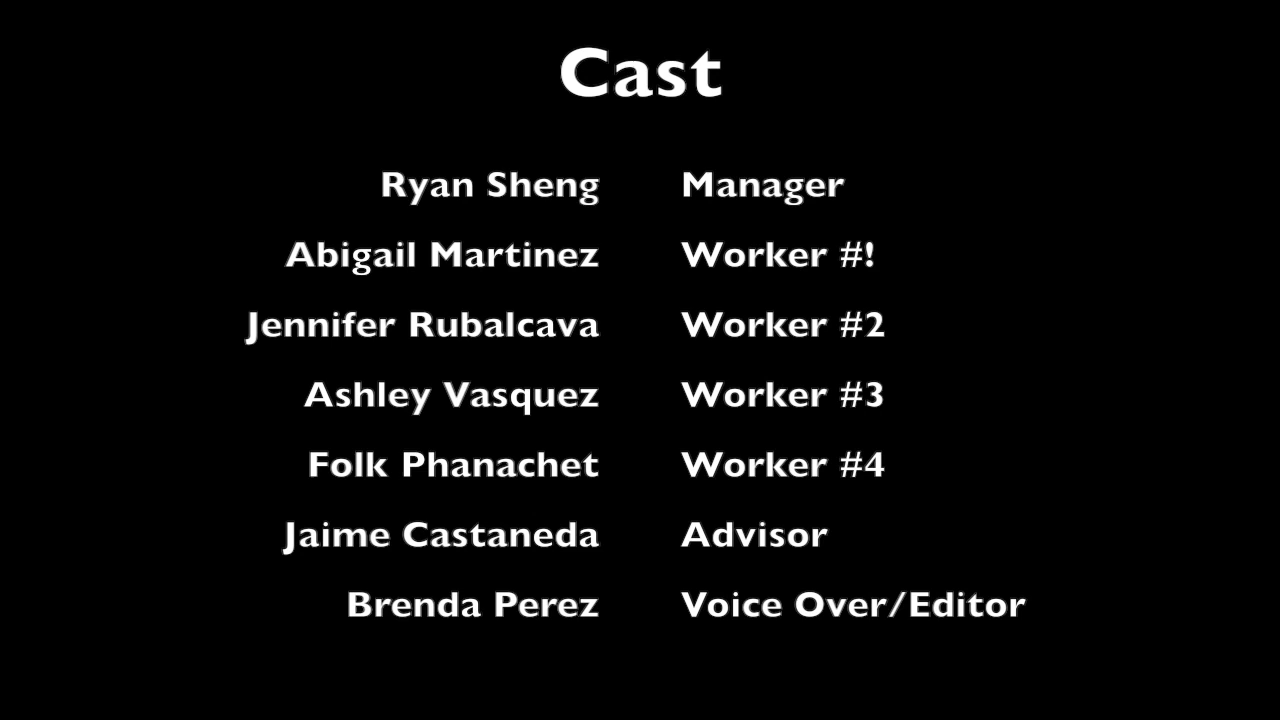 Cast
Ryan Sheng Manager
Abigail Martinez Worker #!
Jennifer Rubalcava Worker #2
Ashley Vasquez Worker #3
Folk Phanachet Worker #4
Jaime Castaneda Advisor
Brenda Perez Voice Over/Editor